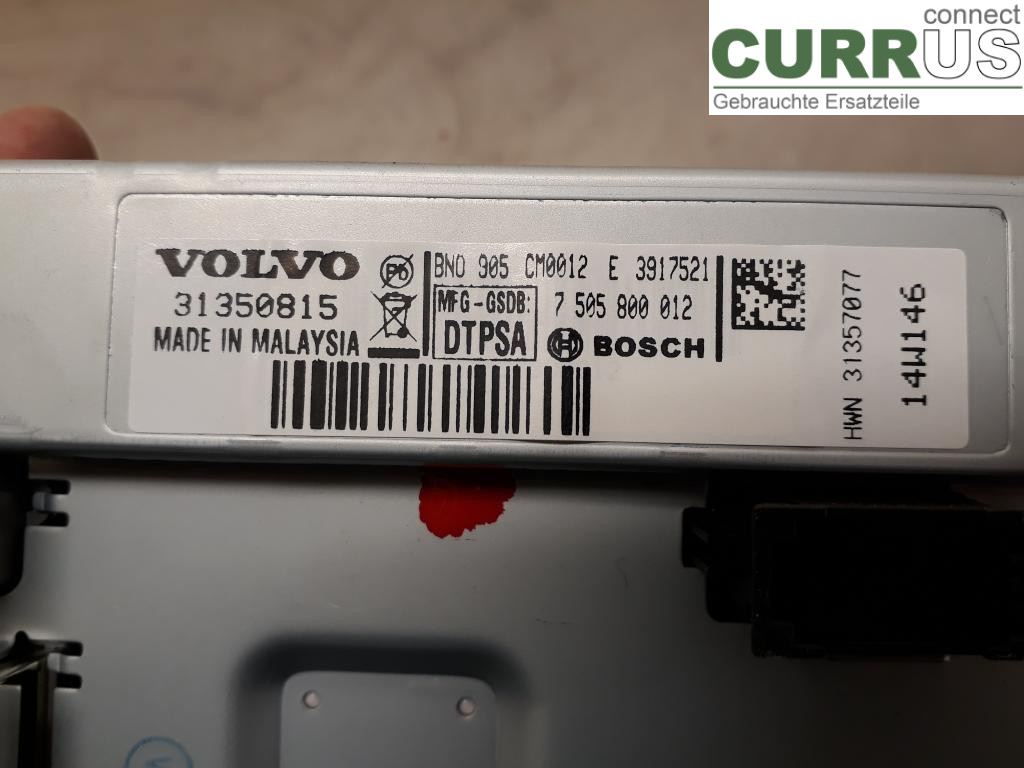 connect
CURRUS
Gebrauchte Ersatzteile
VOLVO
31350815
MADE IN MALAYSIA
Pb
BNO 905 CM0012 E 3917521
MFG-GSDB:
DTPSA
7 505 800 012
BOSCH
HWN 31357077
14W146